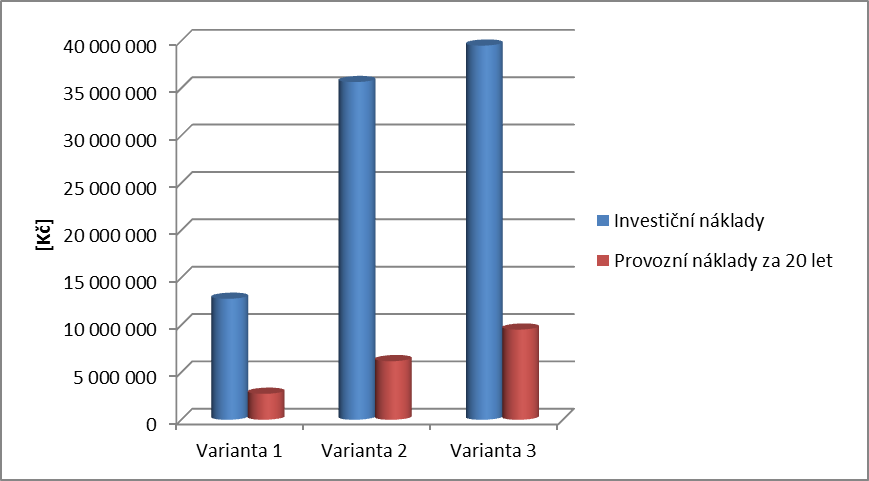 40 000 000
35 000 000
30 000 000
25 000 000
20 000 000
15 000 000
10 000 000
5 000 000
0
[Kč]
Varianta 1
Varianta 2
Varianta 3
Investiční náklady
Provozní náklady za 20 let